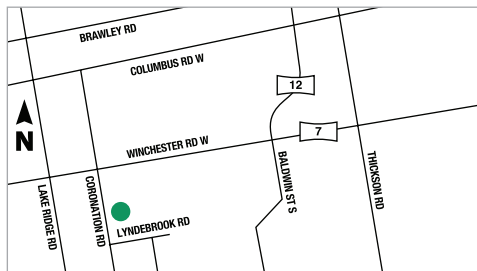 BRAWLEY RD
COLUMBUS RD W
12
7
N
WINCHESTER RD W
BALDWIN ST S
THICKSON RD
LAKE RIDGE RD
CORONATION RD
LYNDEBROOK RD